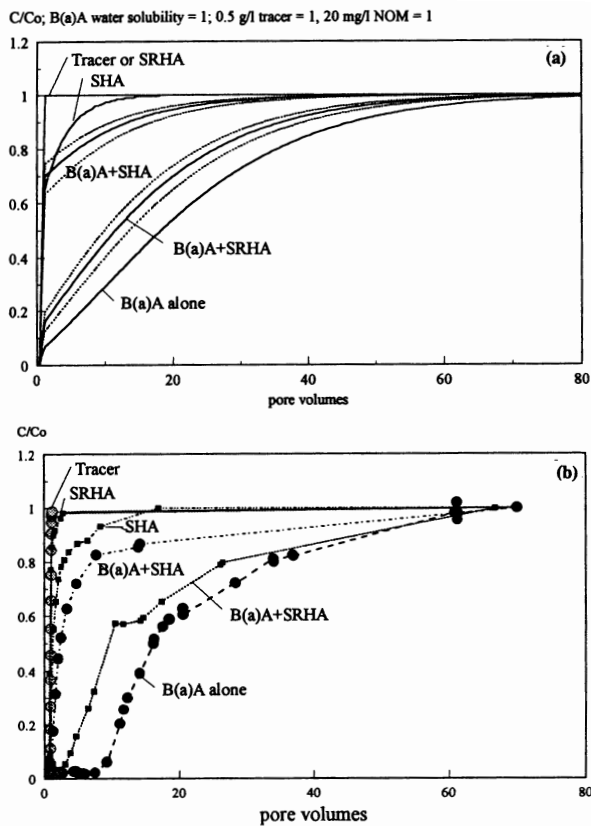 C/Co; B(a)A water solubility = 1; 0.5 g/l tracer = 1, 20 mg/l NOM = 1
1.2
Tracer or SRHA
(a)
SHA
1
0.8
B(a)A+SHA
0.6
B(a)A+SRHA
0.4
B(a)A alone
0.2
0
0 20 40 60 80
pore volumes
C/Co
1.2
Tracer
(b)
SRHA
1
SHA
0.8
B(a)A+SHA
B(a)A+SRHA
0.6
B(a)A alone
0.4
0.2
0
0 20 40 60 80
pore volumes